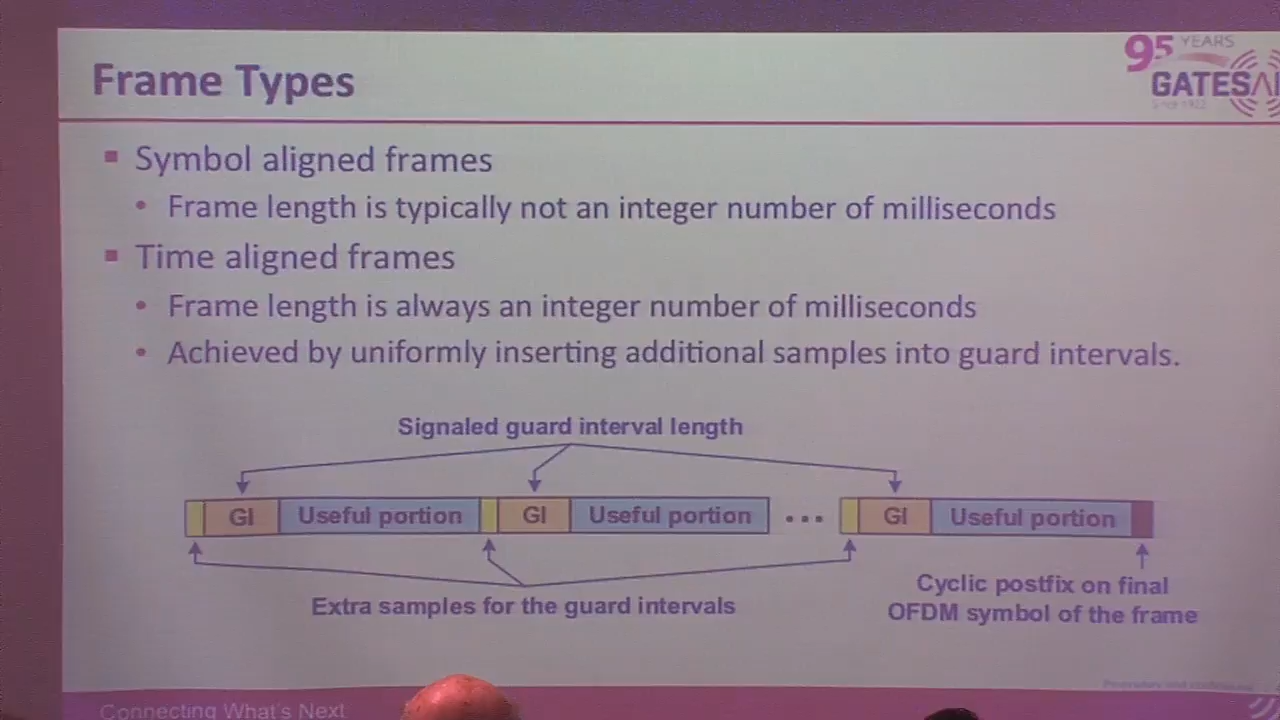 Frame Types
95 YEARS
GATESAI
Since 1922
Symbol aligned frames
Frame length is typically not an integer number of milliseconds
Time aligned frames
Frame length is always an integer number of milliseconds
Achieved by uniformly inserting additional samples into guard intervals.
Signaled guard interval length
GI Useful portion GI Useful portion ... GI Useful portion
Extra samples for the guard intervals
Cyclic postfix on final
OFDM symbol of the frame
Connecting What's Next